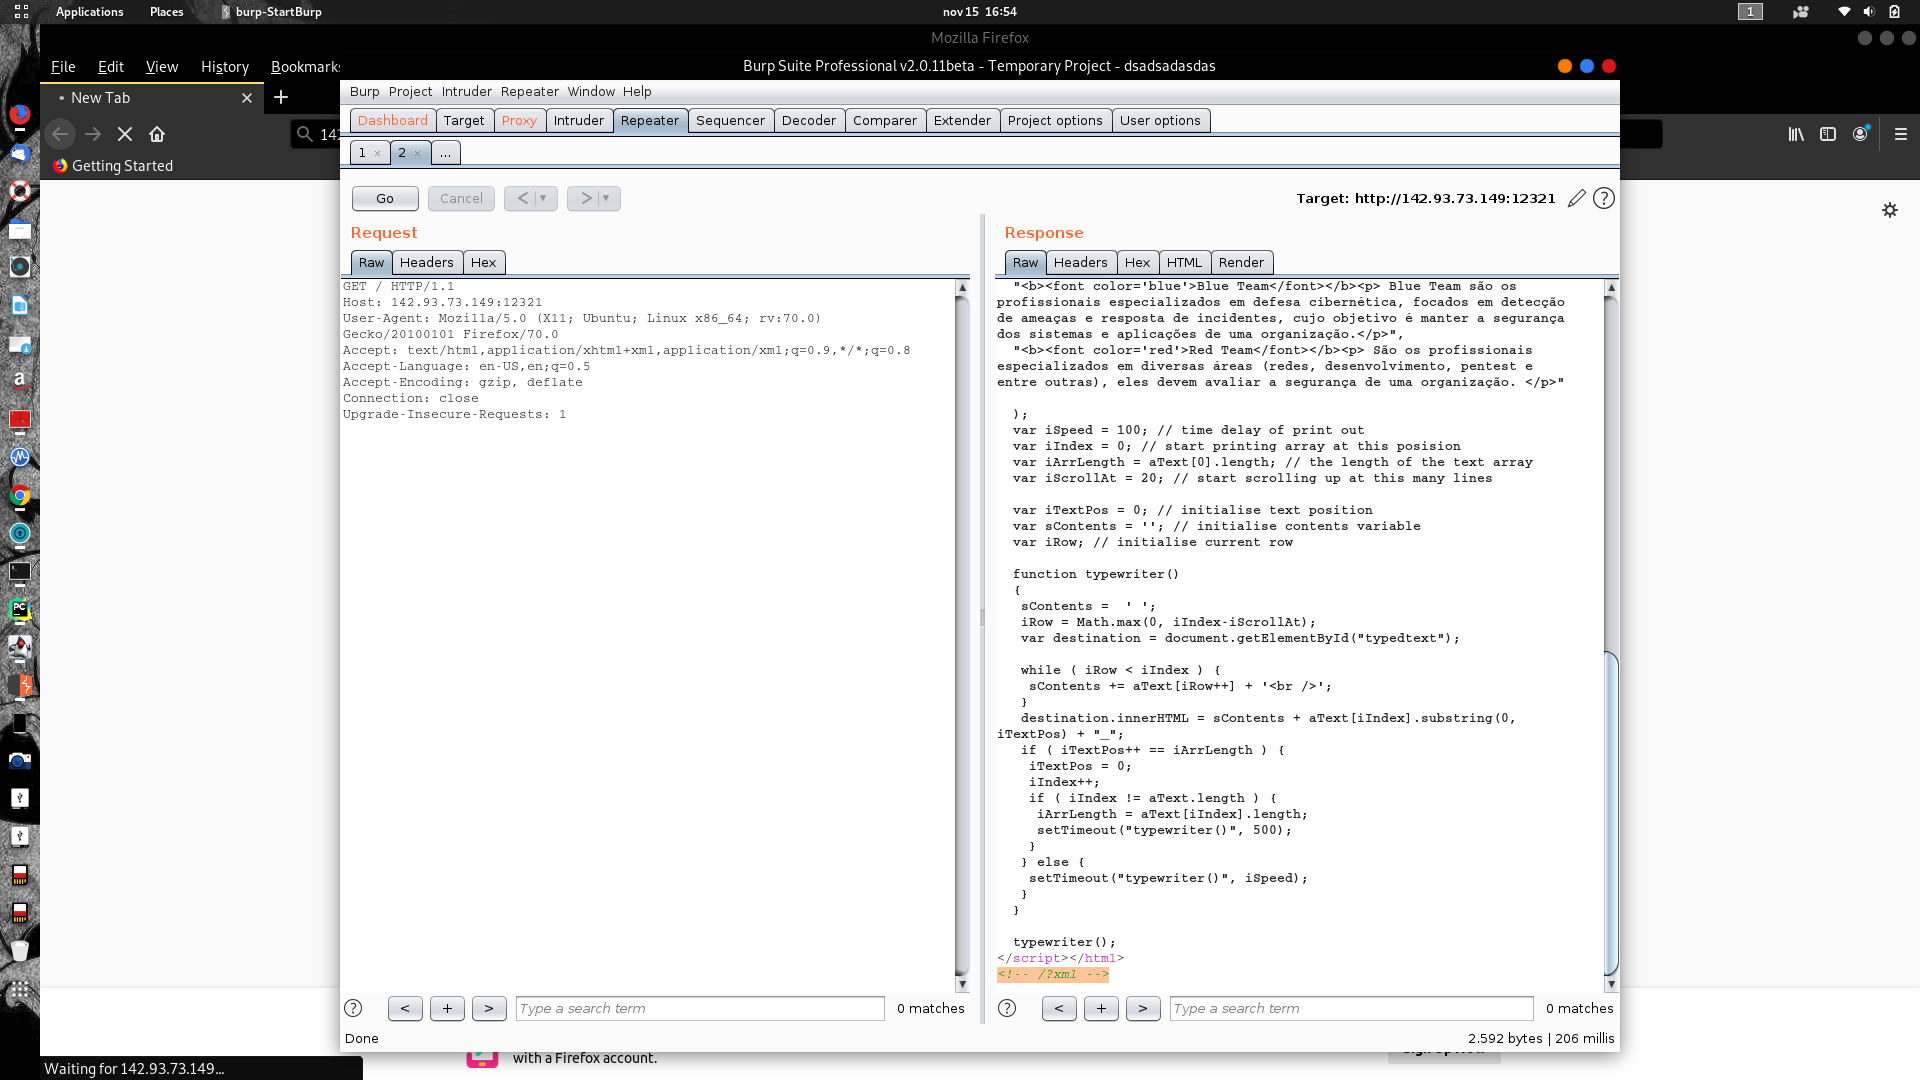 Applications Places burp-StartBurp nov 15 16:54 1
Mozilla Firefox
File Edit View History Bookmarks
Burp Suite Professional v2.0.11beta - Temporary Project - dsadsadasdas
• New Tab
Burp Project Intruder Repeater Window Help
Dashboard Target Proxy Intruder Repeater Sequencer Decoder Comparer Extender Project options User options
142
1 × 2 × ...
Getting Started
Go Cancel < >
Target: http://142.93.73.149:12321
Request
Raw Headers Hex
GET / HTTP/1.1
Host: 142.93.73.149:12321
User-Agent: Mozilla/5.0 (X11; Ubuntu; Linux x86_64; rv:70.0)
Gecko/20100101 Firefox/70.0
Accept: text/html,application/xhtml+xml,application/xml;q=0.9,*/*;q=0.8
Accept-Language: en-US,en;q=0.5
Accept-Encoding: gzip, deflate
Connection: close
Upgrade-Insecure-Requests: 1
? < + > Type a search term 0 matches
Response
Raw Headers Hex HTML Render
"<b><font color='blue'>Blue Team</font></b><p> Blue Team são os
profissionais especializados em defesa cibernética, focados em detecção
de ameaças e resposta de incidentes, cujo objetivo é manter a segurança
dos sistemas e aplicações de uma organização.</p>",
"<b><font color='red'>Red Team</font></b><p> São os profissionais
especializados em diversas áreas (redes, desenvolvimento, pentest e
entre outras), eles devem avaliar a segurança de uma organização. </p>"
);
var iSpeed = 100; // time delay of print out
var iIndex = 0; // start printing array at this posision
var iArrLength = aText[0].length; // the length of the text array
var iScrollAt = 20; // start scrolling up at this many lines
var iTextPos = 0; // initialise text position
var sContents = ''; // initialise contents variable
var iRow; // initialise current row
function typewriter()
{
sContents =  ' ';
iRow = Math.max(0, iIndex-iScrollAt);
var destination = document.getElementById("typedtext");
while ( iRow < iIndex ) {
sContents += aText[iRow++] + '<br />';
}
destination.innerHTML = sContents + aText[iIndex].substring(0,
iTextPos) + "_";
if ( iTextPos++ == iArrLength ) {
iTextPos = 0;
iIndex++;
if ( iIndex != aText.length ) {
iArrLength = aText[iIndex].length;
setTimeout("typewriter()", 500);
}
} else {
setTimeout("typewriter()", iSpeed);
}
}
typewriter();
</script></html>
<!-- /?xml -->
? < + > Type a search term 0 matches
Done
2.592 bytes | 206 millis
with a Firefox account.
Waiting for 142.93.73.149...